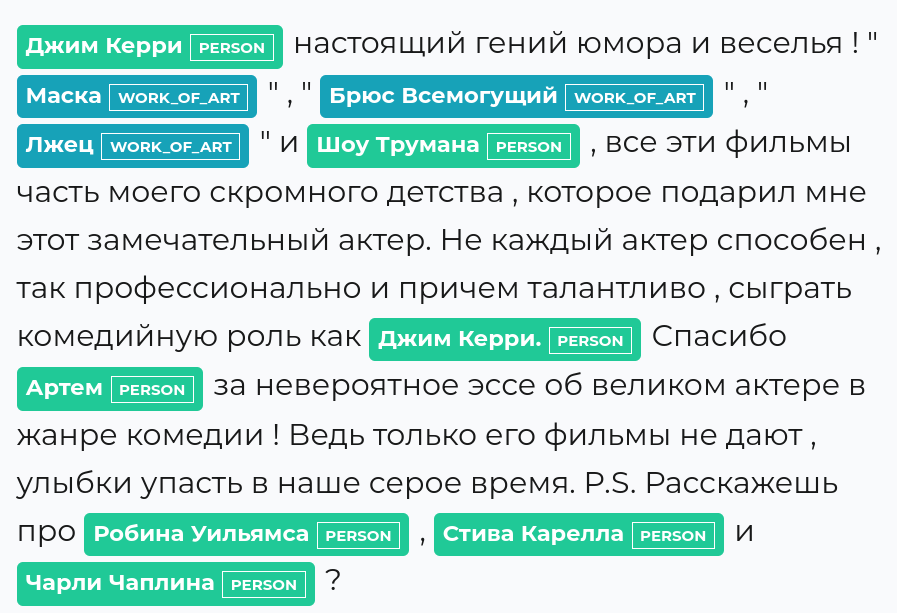 Джим Керри PERSON настоящий гений юмора и веселья ! "
Маска WORK_OF_ART " , " Брюс Всемогущий WORK_OF_ART " , "
Лжец WORK_OF_ART " и Шоу Трумана PERSON , все эти фильмы
часть моего скромного детства , которое подарил мне
этот замечательный актер. Не каждый актер способен ,
так профессионально и причем талантливо , сыграть
комедийную роль как Джим Керри. PERSON Спасибо
Артем PERSON за невероятное эссе об великом актере в
жанре комедии ! Ведь только его фильмы не дают ,
улыбки упасть в наше серое время. P.S. Расскажешь
про Робина Уильямса PERSON , Стива Карелла PERSON и
Чарли Чаплина PERSON ?